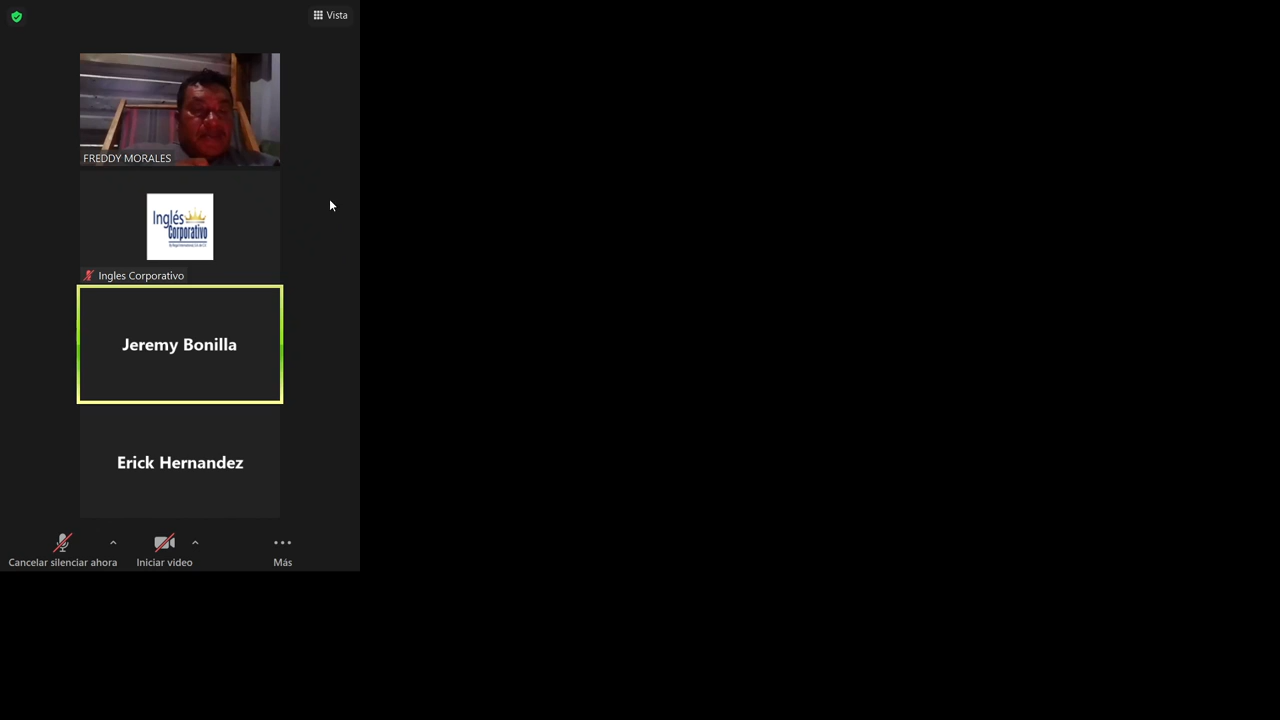 Vista
FREDDY MORALES
Inglés
Corporativo
Ingles Corporativo
Jeremy Bonilla
Erick Hernandez
Cancelar silenciar ahora
Iniciar video
Más